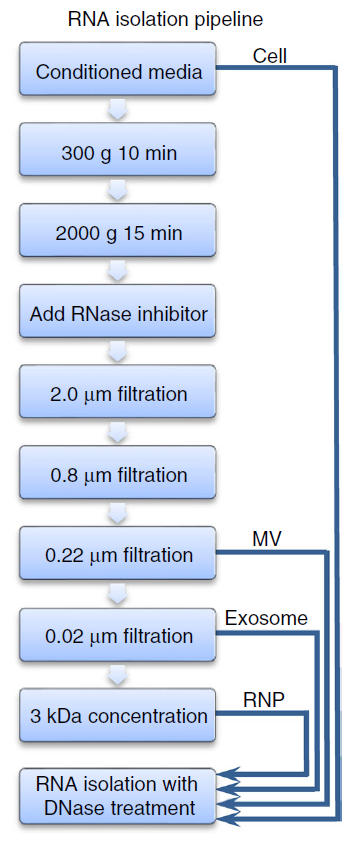 RNA isolation pipeline
Conditioned media
Cell
300 g 10 min
2000 g 15 min
Add RNase inhibitor
2.0 μm filtration
0.8 μm filtration
0.22 μm filtration
MV
0.02 μm filtration
Exosome
3 kDa concentration
RNP
RNA isolation with
DNase treatment